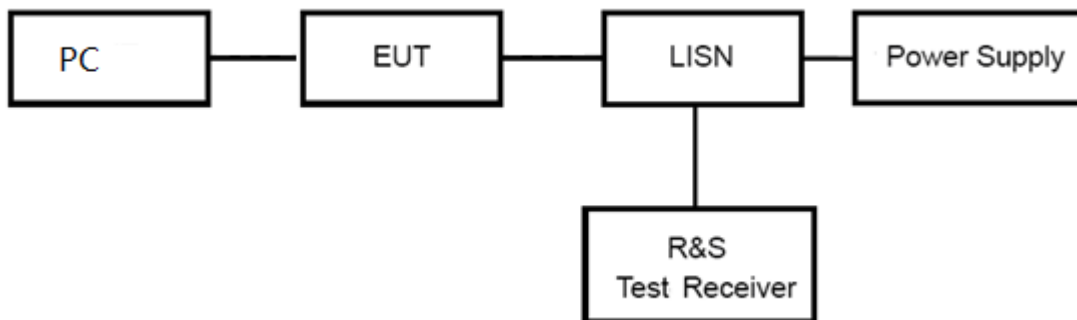 PC
EUT
LISN
Power Supply
R&S
Test Receiver